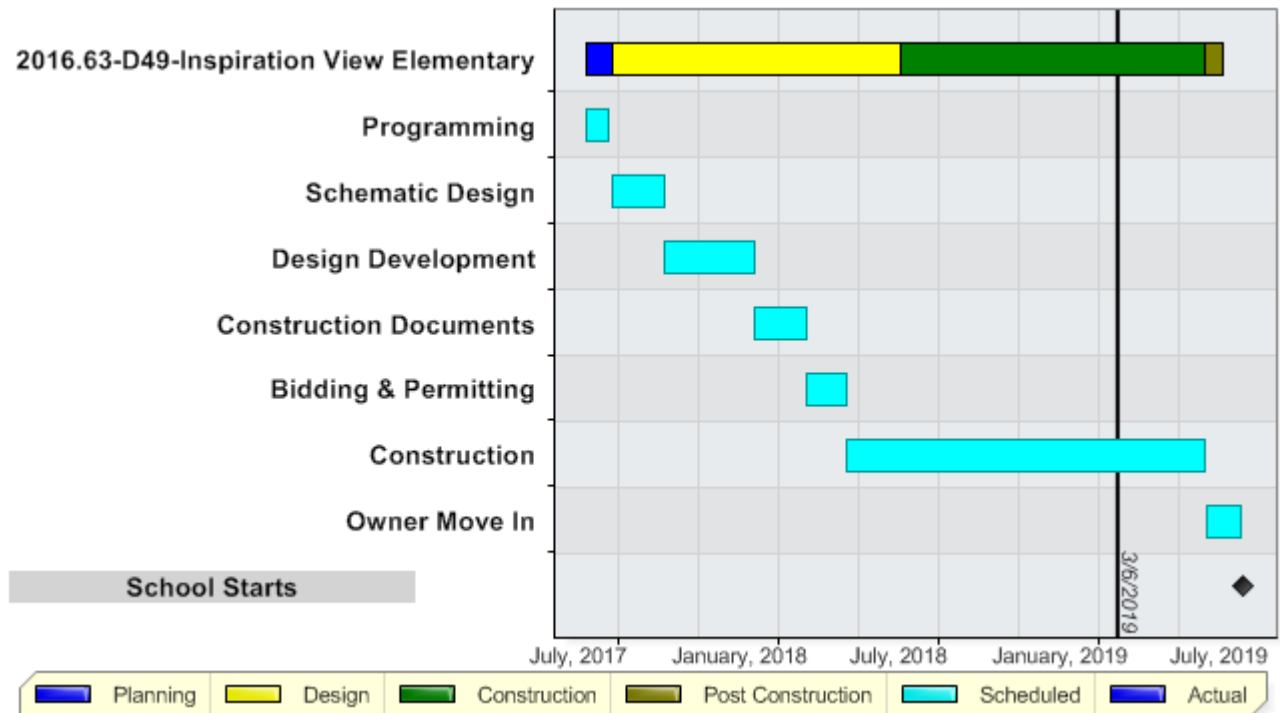 2016.63-D49-Inspiration View Elementary
Programming
Schematic Design
Design Development
Construction Documents
Bidding & Permitting
Construction
Owner Move In
School Starts
3/6/2019
July, 2017 January, 2018 July, 2018 January, 2019 July, 2019
Planning Design Construction Post Construction Scheduled Actual